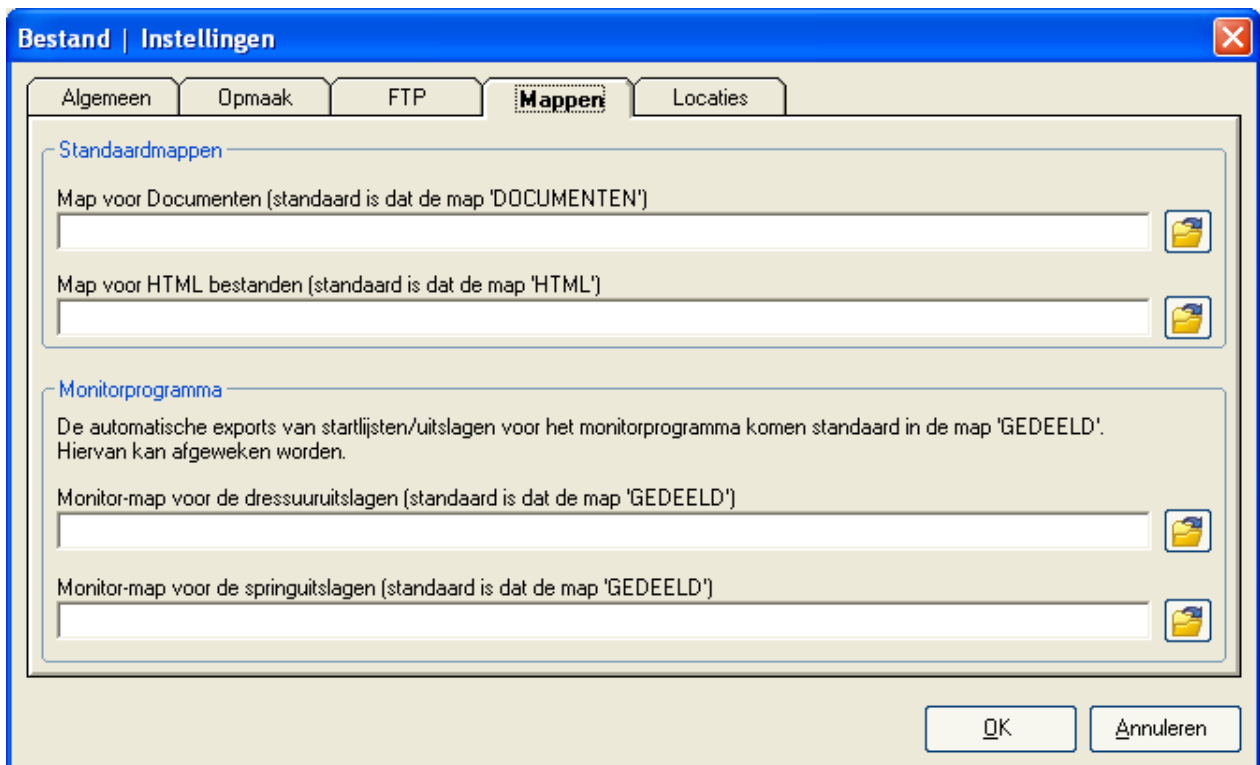 Bestand | Instellingen
Algemeen Opmaak FTP Mappen Locaties
Standaardmappen
Map voor Documenten (standaard is dat de map 'DOCUMENTEN')
Map voor HTML bestanden (standaard is dat de map 'HTML')
Monitorprogramma
De automatische exports van startlijsten/uitslagen voor het monitorprogramma komen standaard in de map 'GEDEELD'.
Hiervan kan afgeweken worden.
Monitor-map voor de dressuuruitslagen (standaard is dat de map 'GEDEELD')
Monitor-map voor de springuitslagen (standaard is dat de map 'GEDEELD')
OK Annuleren